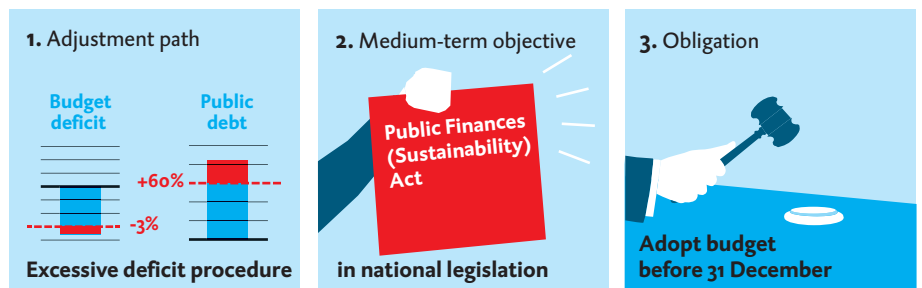 1. Adjustment path
Budget
deficit
Public
debt
+60%
-3%
Excessive deficit procedure
2. Medium-term objective
Public Finances
(Sustainability)
Act
in national legislation
3. Obligation
Adopt budget
before 31 December